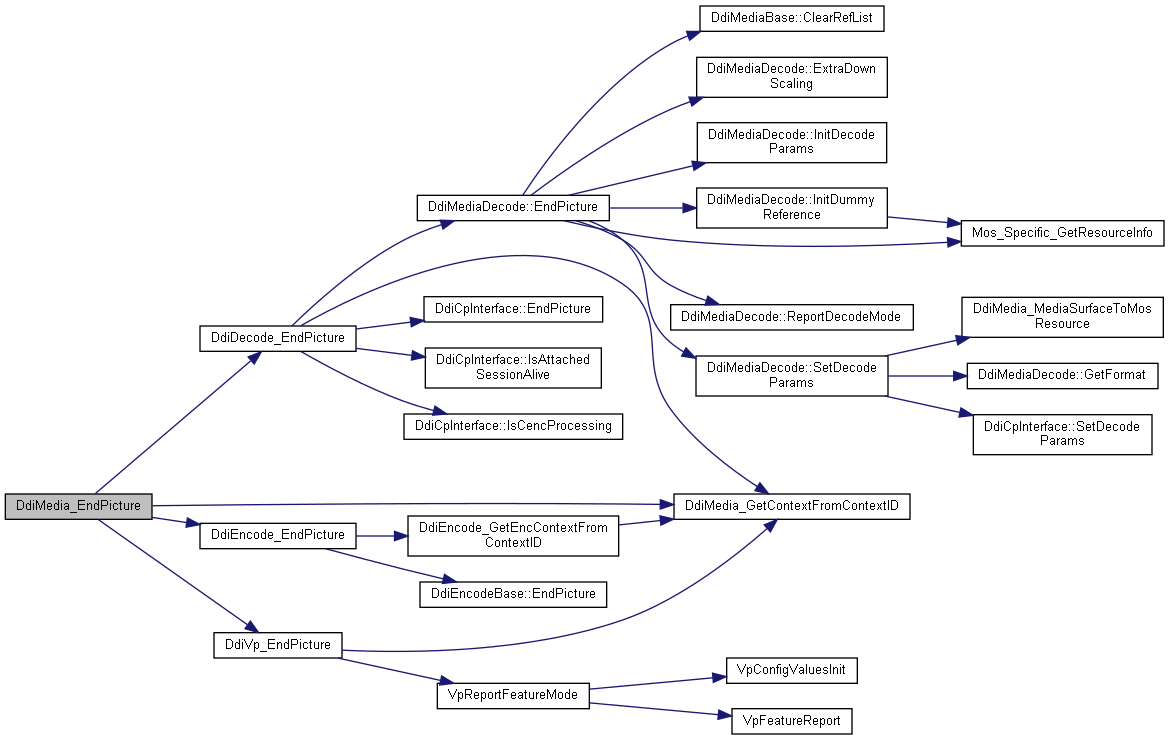 DdiMediaBase::ClearRefList
DdiMediaDecode::ExtraDown
Scaling
DdiMediaDecode::InitDecode
Params
DdiMediaDecode::EndPicture
DdiMediaDecode::InitDummy
Reference
Mos_Specific_GetResourceInfo
DdiCpInterface::EndPicture
DdiMediaDecode::ReportDecodeMode
DdiMedia_MediaSurfaceToMos
Resource
DdiDecode_EndPicture
DdiCpInterface::IsAttached
SessionAlive
DdiMediaDecode::SetDecode
Params
DdiMediaDecode::GetFormat
DdiCpInterface::IsCencProcessing
DdiCpInterface::SetDecode
Params
DdiMedia_EndPicture
DdiMedia_GetContextFromContextID
DdiEncode_EndPicture
DdiEncode_GetEncContextFrom
ContextID
DdiEncodeBase::EndPicture
DdiVp_EndPicture
VpReportFeatureMode
VpConfigValuesInit
VpFeatureReport